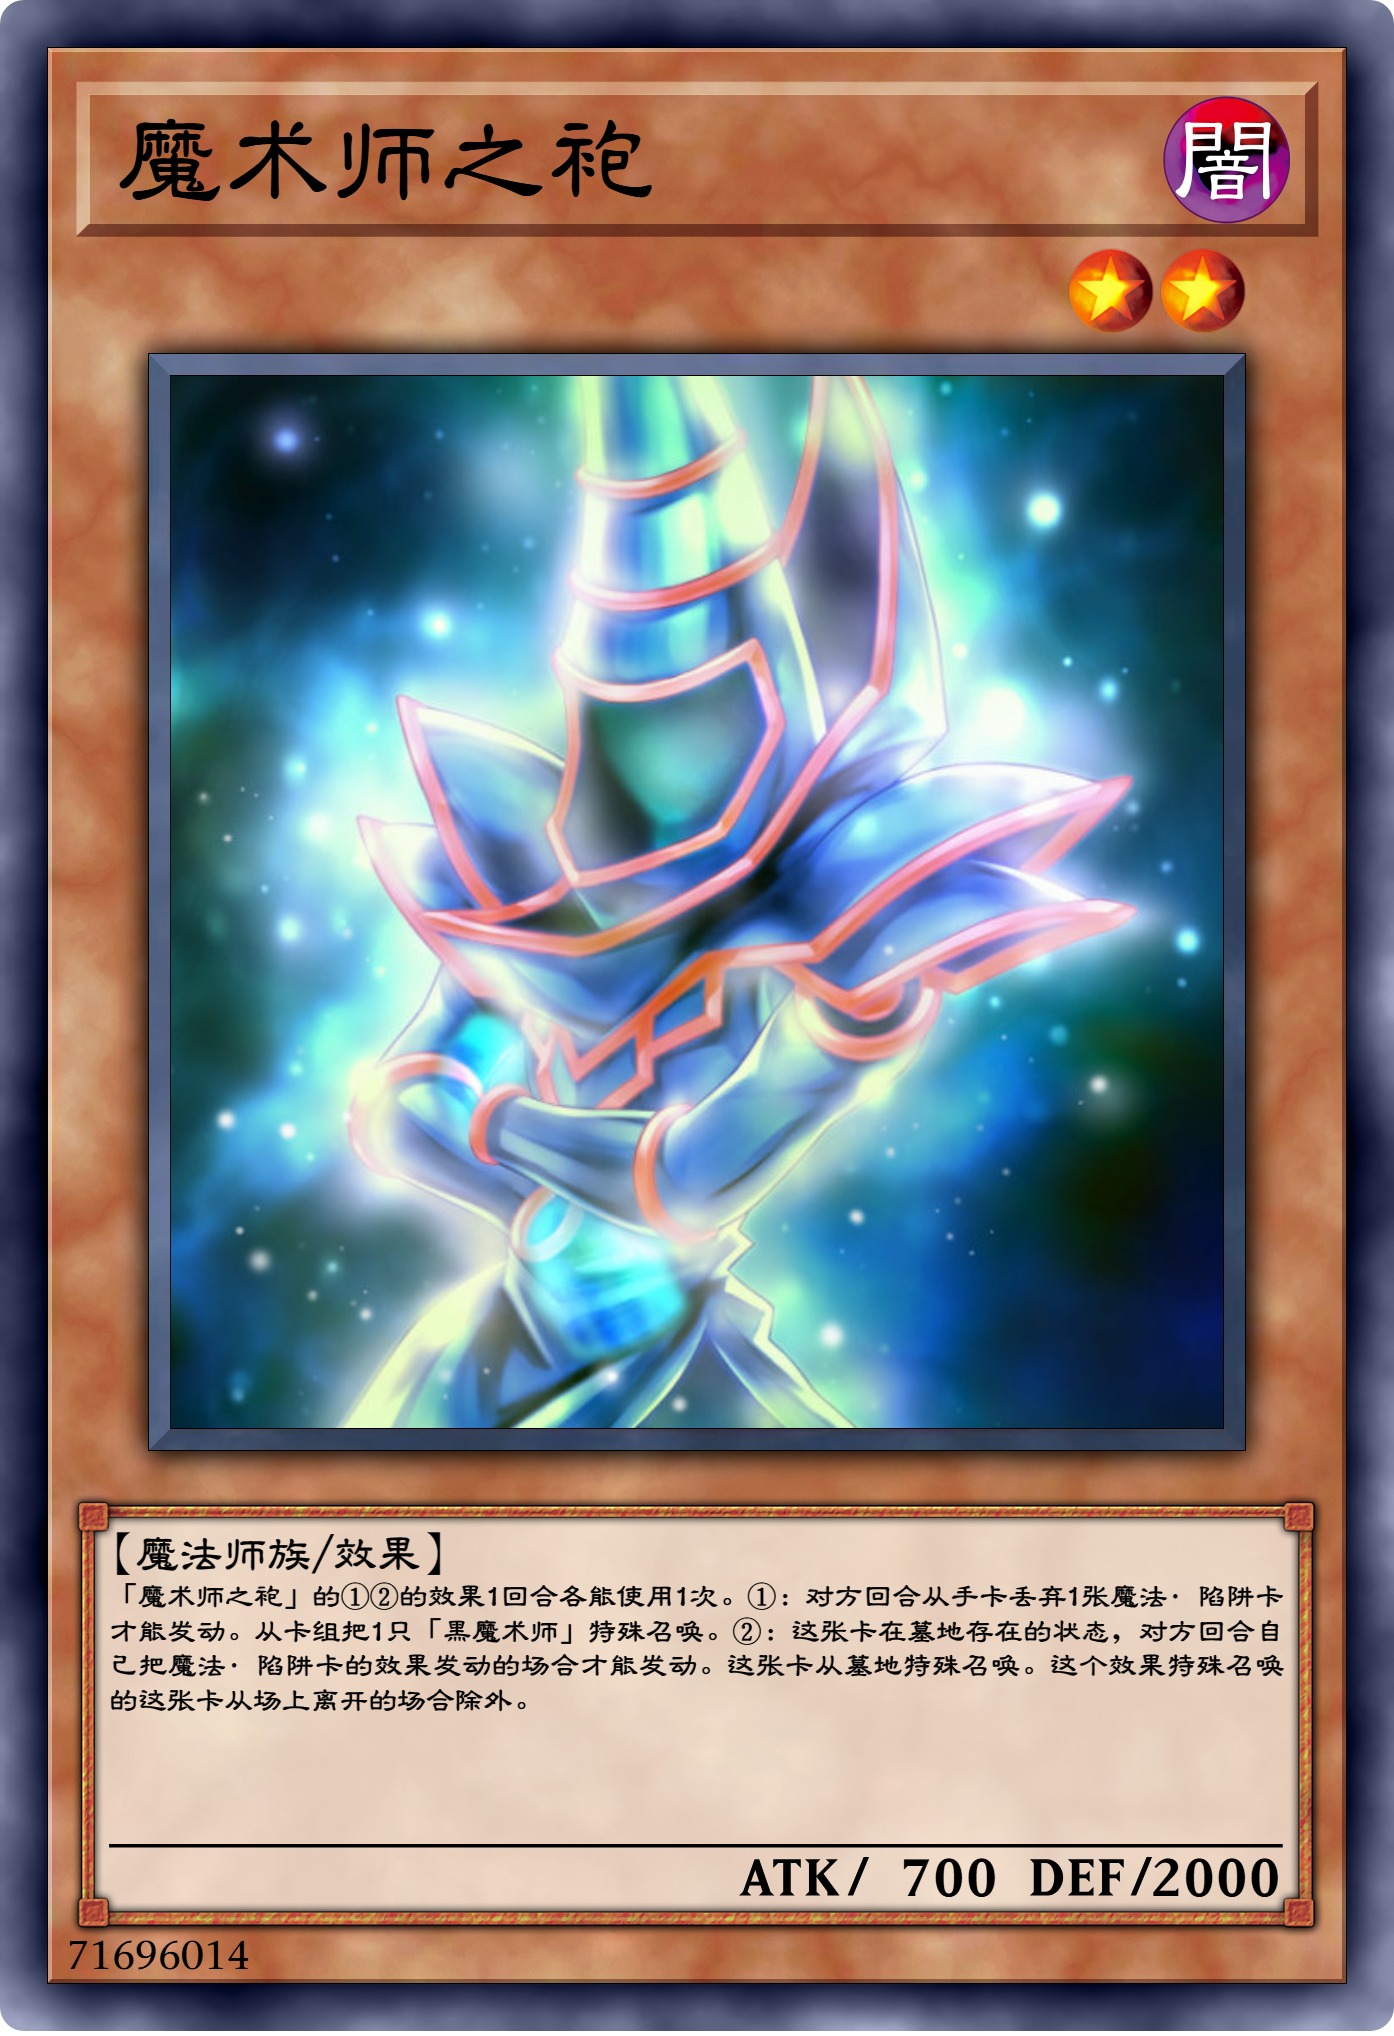 魔术师之袍
闇
【魔法师族/效果】
「魔术师之袍」的①②的效果1回合各能使用1次。①：对方回合从手卡丢弃1张魔法·陷阱卡
才能发动。从卡组把1只「黑魔术师」特殊召唤。②：这张卡在墓地存在的状态，对方回合自
己把魔法·陷阱卡的效果发动的场合才能发动。这张卡从墓地特殊召唤。这个效果特殊召唤
的这张卡从场上离开的场合除外。
ATK/ 700 DEF/2000
71696014